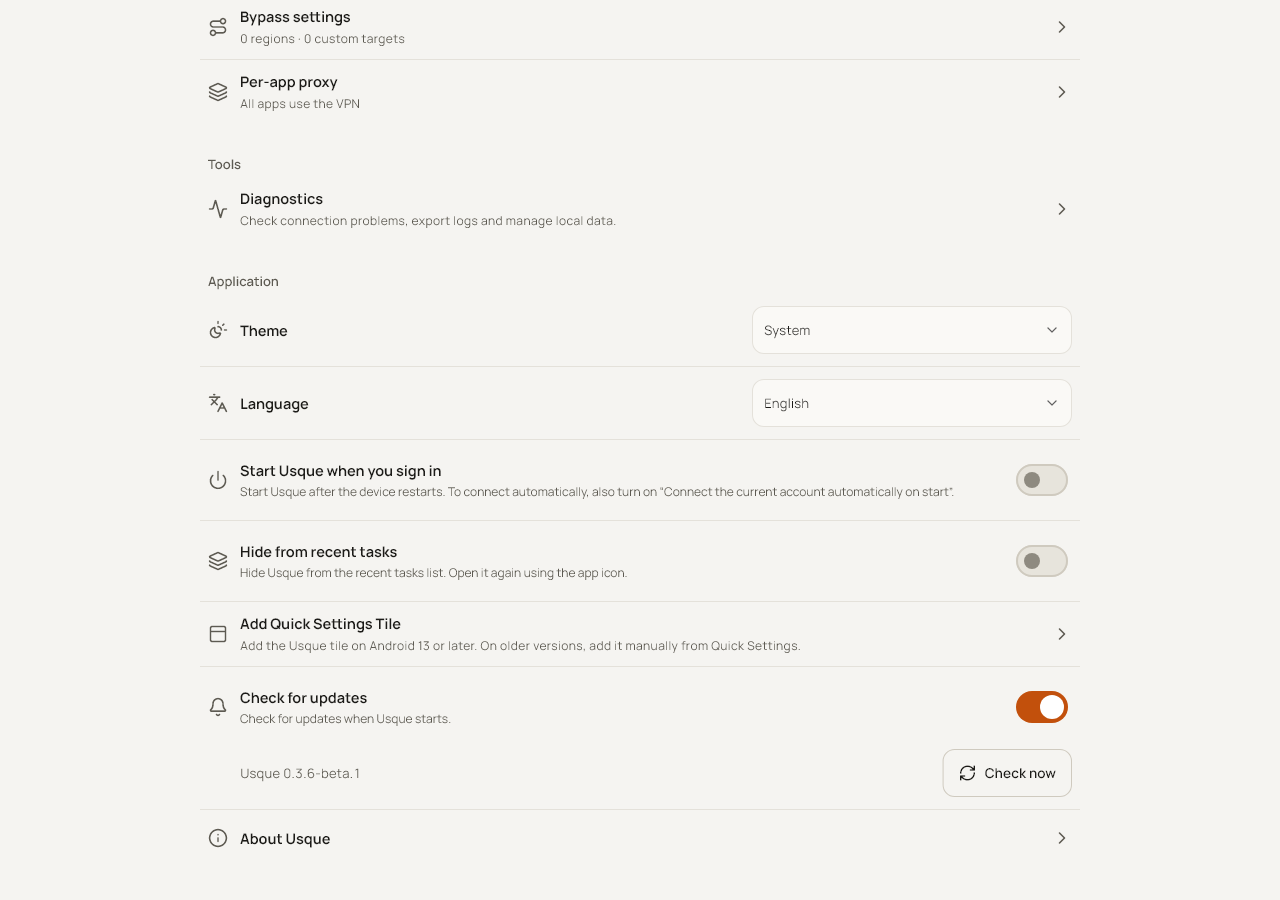 Bypass settings
0 regions · 0 custom targets
Per-app proxy
All apps use the VPN
Tools
Diagnostics
Check connection problems, export logs and manage local data.
Application
Theme
System
Language
English
Start Usque when you sign in
Start Usque after the device restarts. To connect automatically, also turn on “Connect the current account automatically on start”.
Hide from recent tasks
Hide Usque from the recent tasks list. Open it again using the app icon.
Add Quick Settings Tile
Add the Usque tile on Android 13 or later. On older versions, add it manually from Quick Settings.
Check for updates
Check for updates when Usque starts.
Usque 0.3.6-beta.1
Check now
About Usque